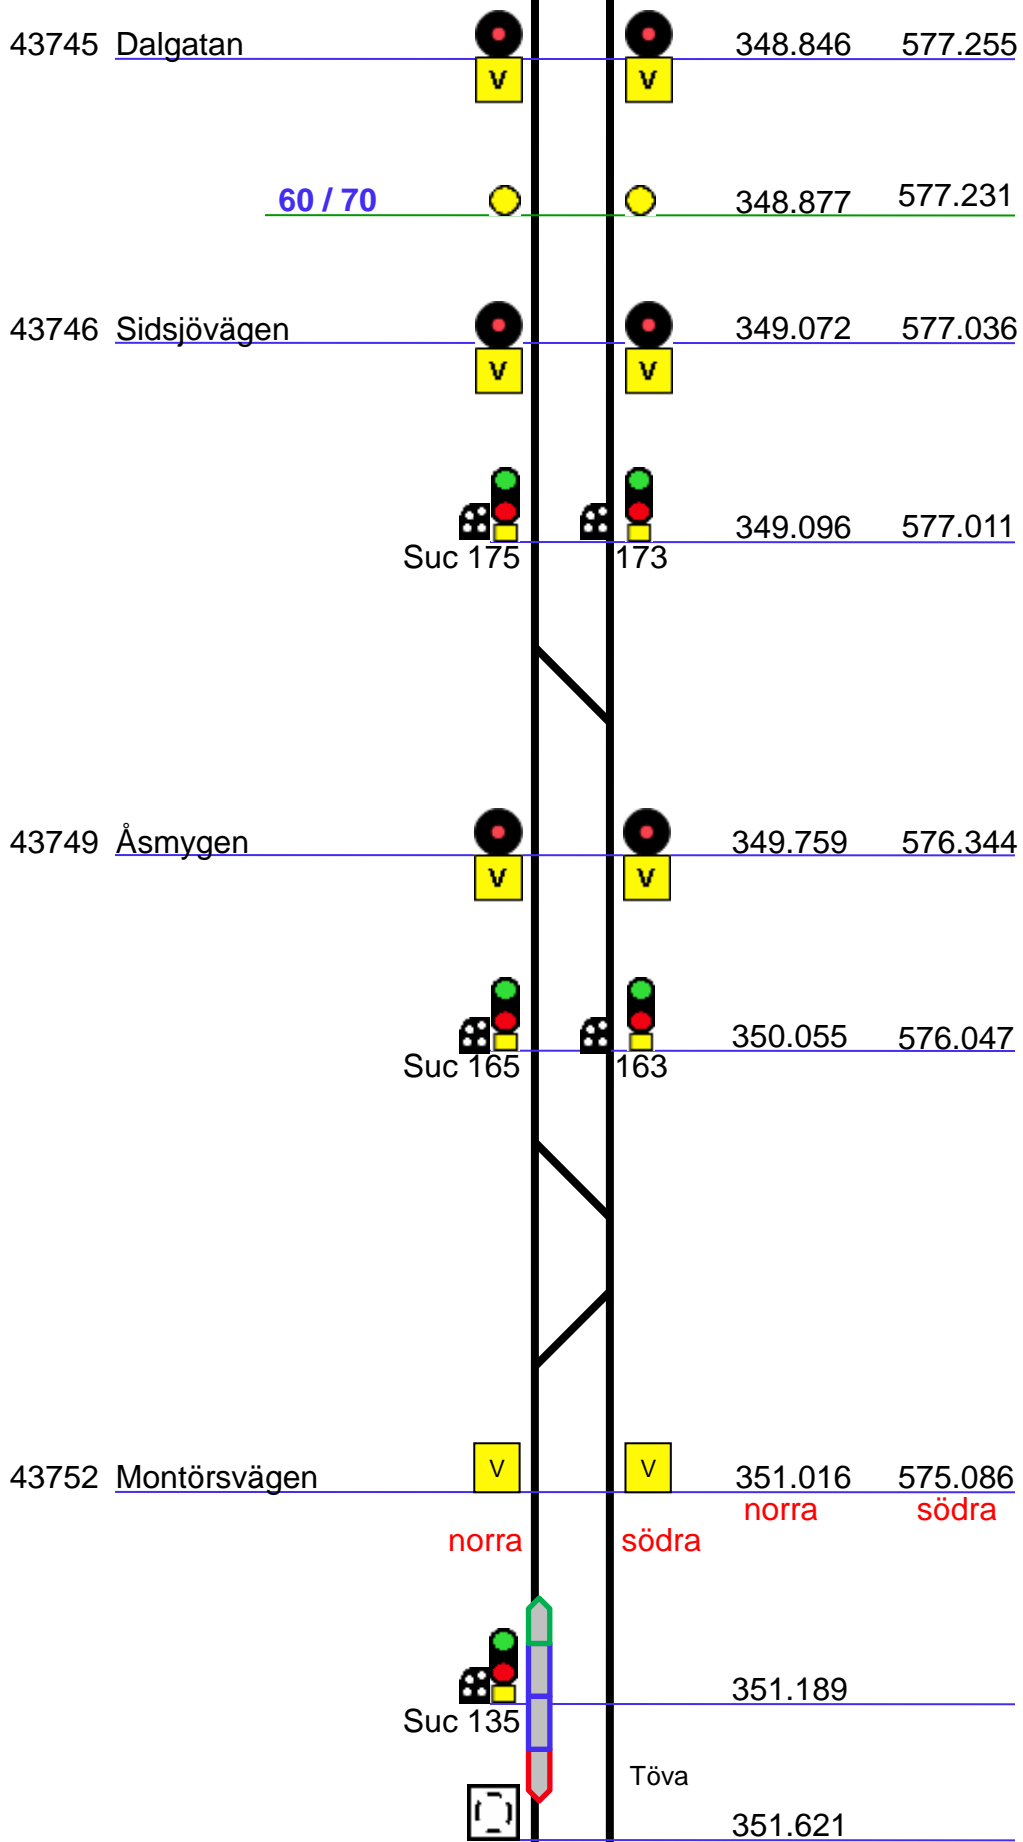 43745 Dalgatan 348.846 577.255
V V
60 / 70 348.877 577.231
43746 Sidsjövägen 349.072 577.036
V V
349.096 577.011
Suc 175 173
43749 Åsmygen 349.759 576.344
V V
350.055 576.047
Suc 165 163
43752 Montörsvägen V V 351.016 575.086
norra södra
norra södra
351.189
Suc 135
Töva
351.621